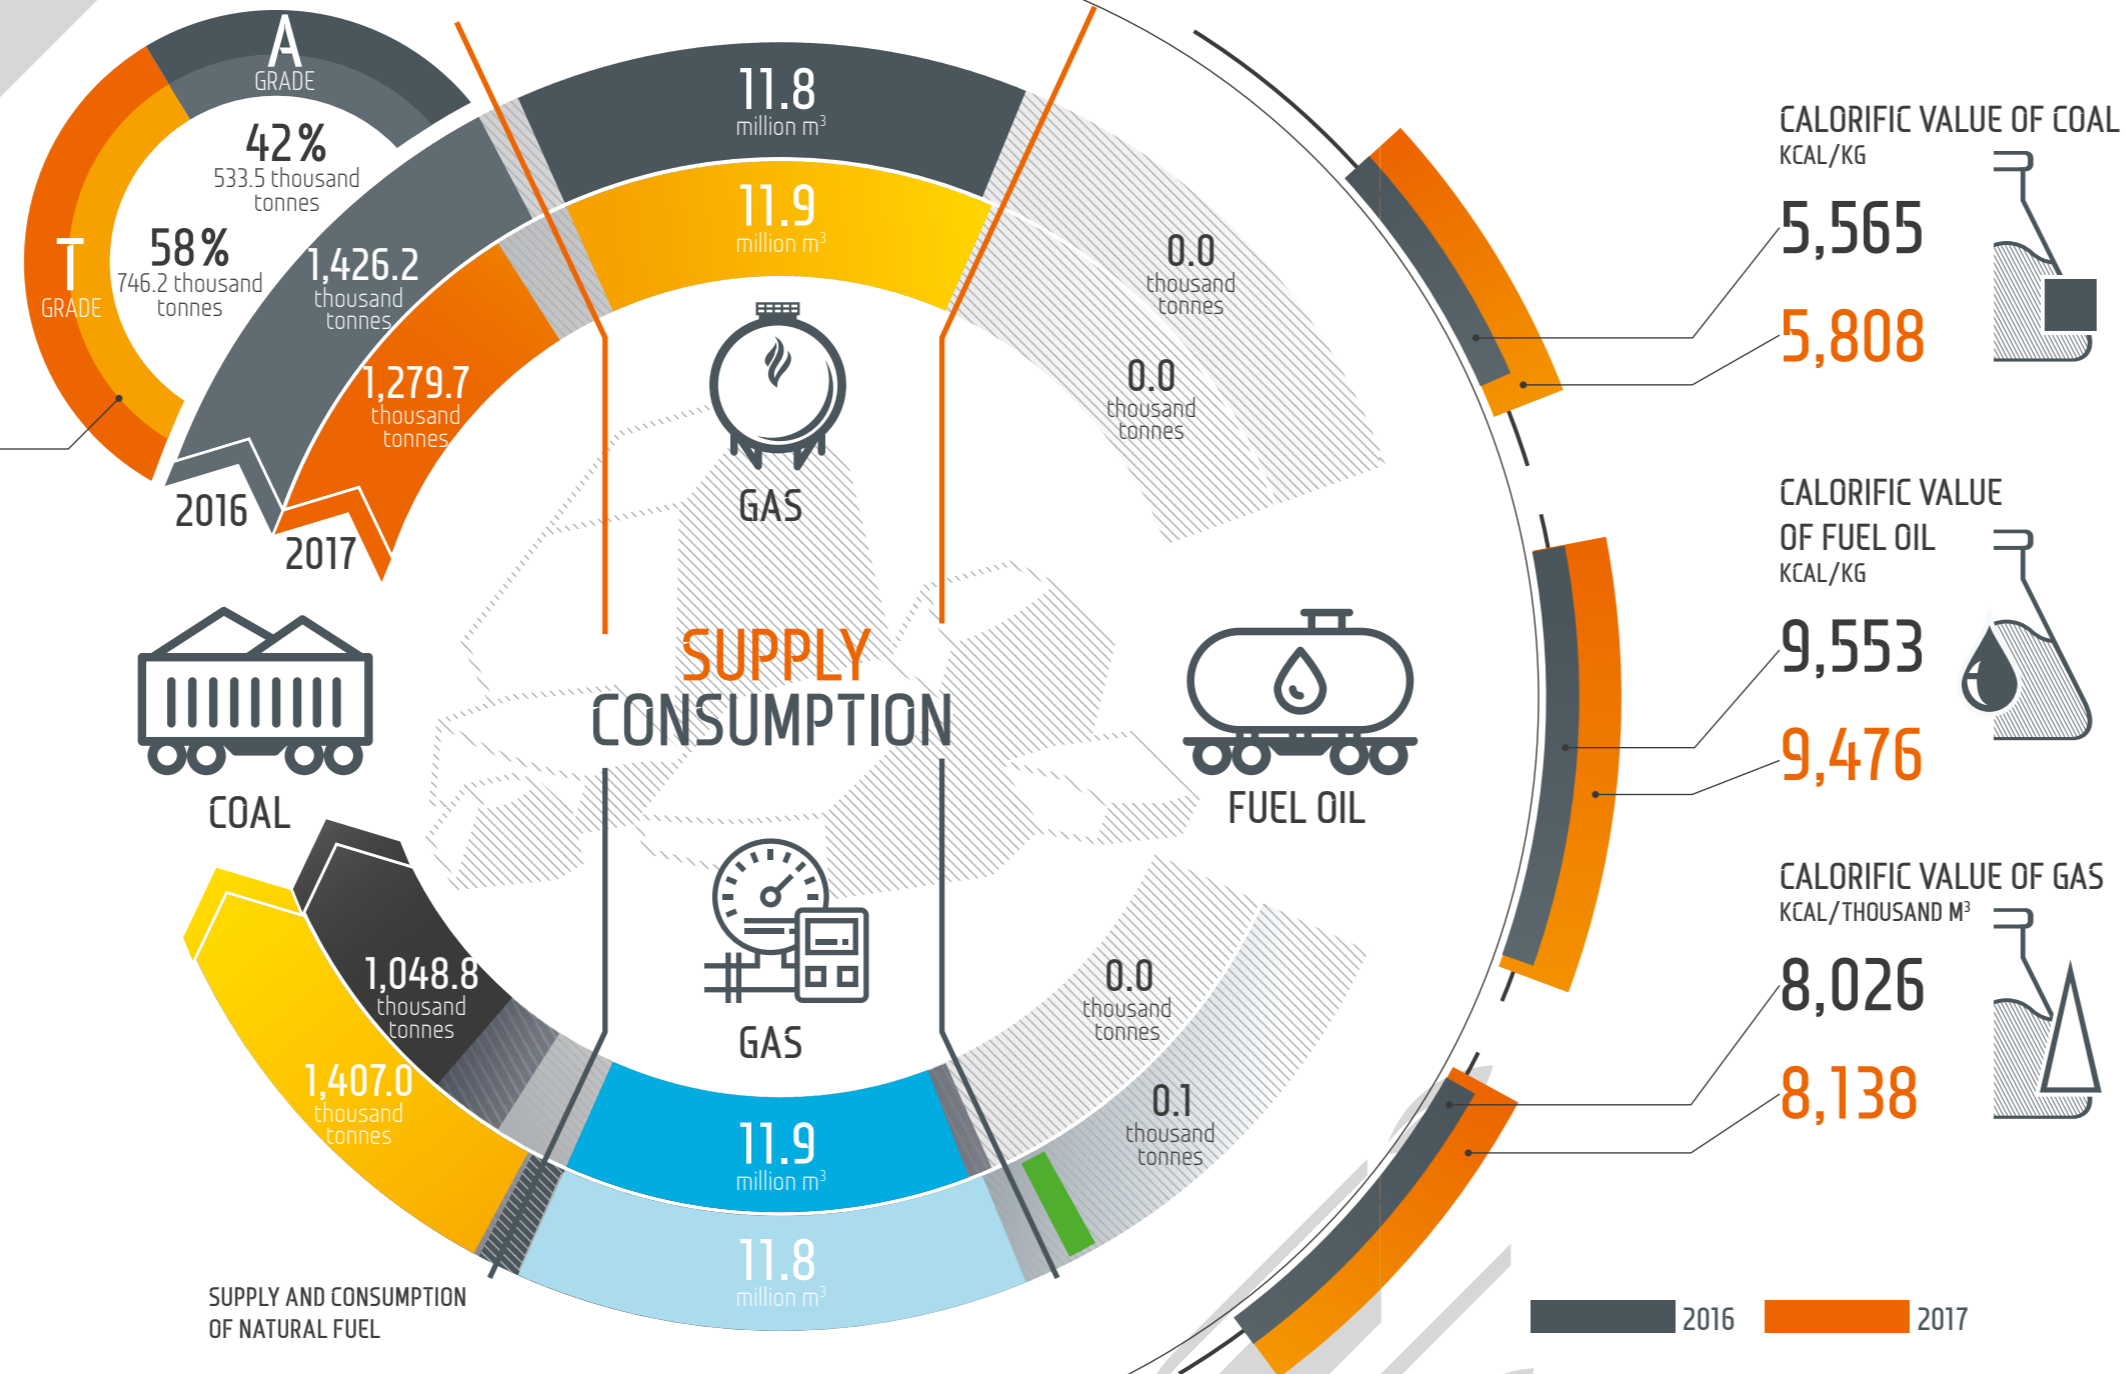 A
GRADE
42%
533.5 thousand
tonnes
T
GRADE
58%
746.2 thousand
tonnes
1,426.2
thousand
tonnes
1,279.7
thousand
tonnes
2016
2017
11.8
million m³
11.9
million m³
0.0
thousand
tonnes
0.0
thousand
tonnes
GAS
SUPPLY
CONSUMPTION
COAL
FUEL OIL
GAS
1,048.8
thousand
tonnes
1,407.0
thousand
tonnes
11.9
million m³
11.8
million m³
0.0
thousand
tonnes
0.1
thousand
tonnes
SUPPLY AND CONSUMPTION
OF NATURAL FUEL
CALORIFIC VALUE OF COAL
KCAL/KG
5,565
5,808
CALORIFIC VALUE
OF FUEL OIL
KCAL/KG
9,553
9,476
CALORIFIC VALUE OF GAS
KCAL/THOUSAND M³
8,026
8,138
2016
2017